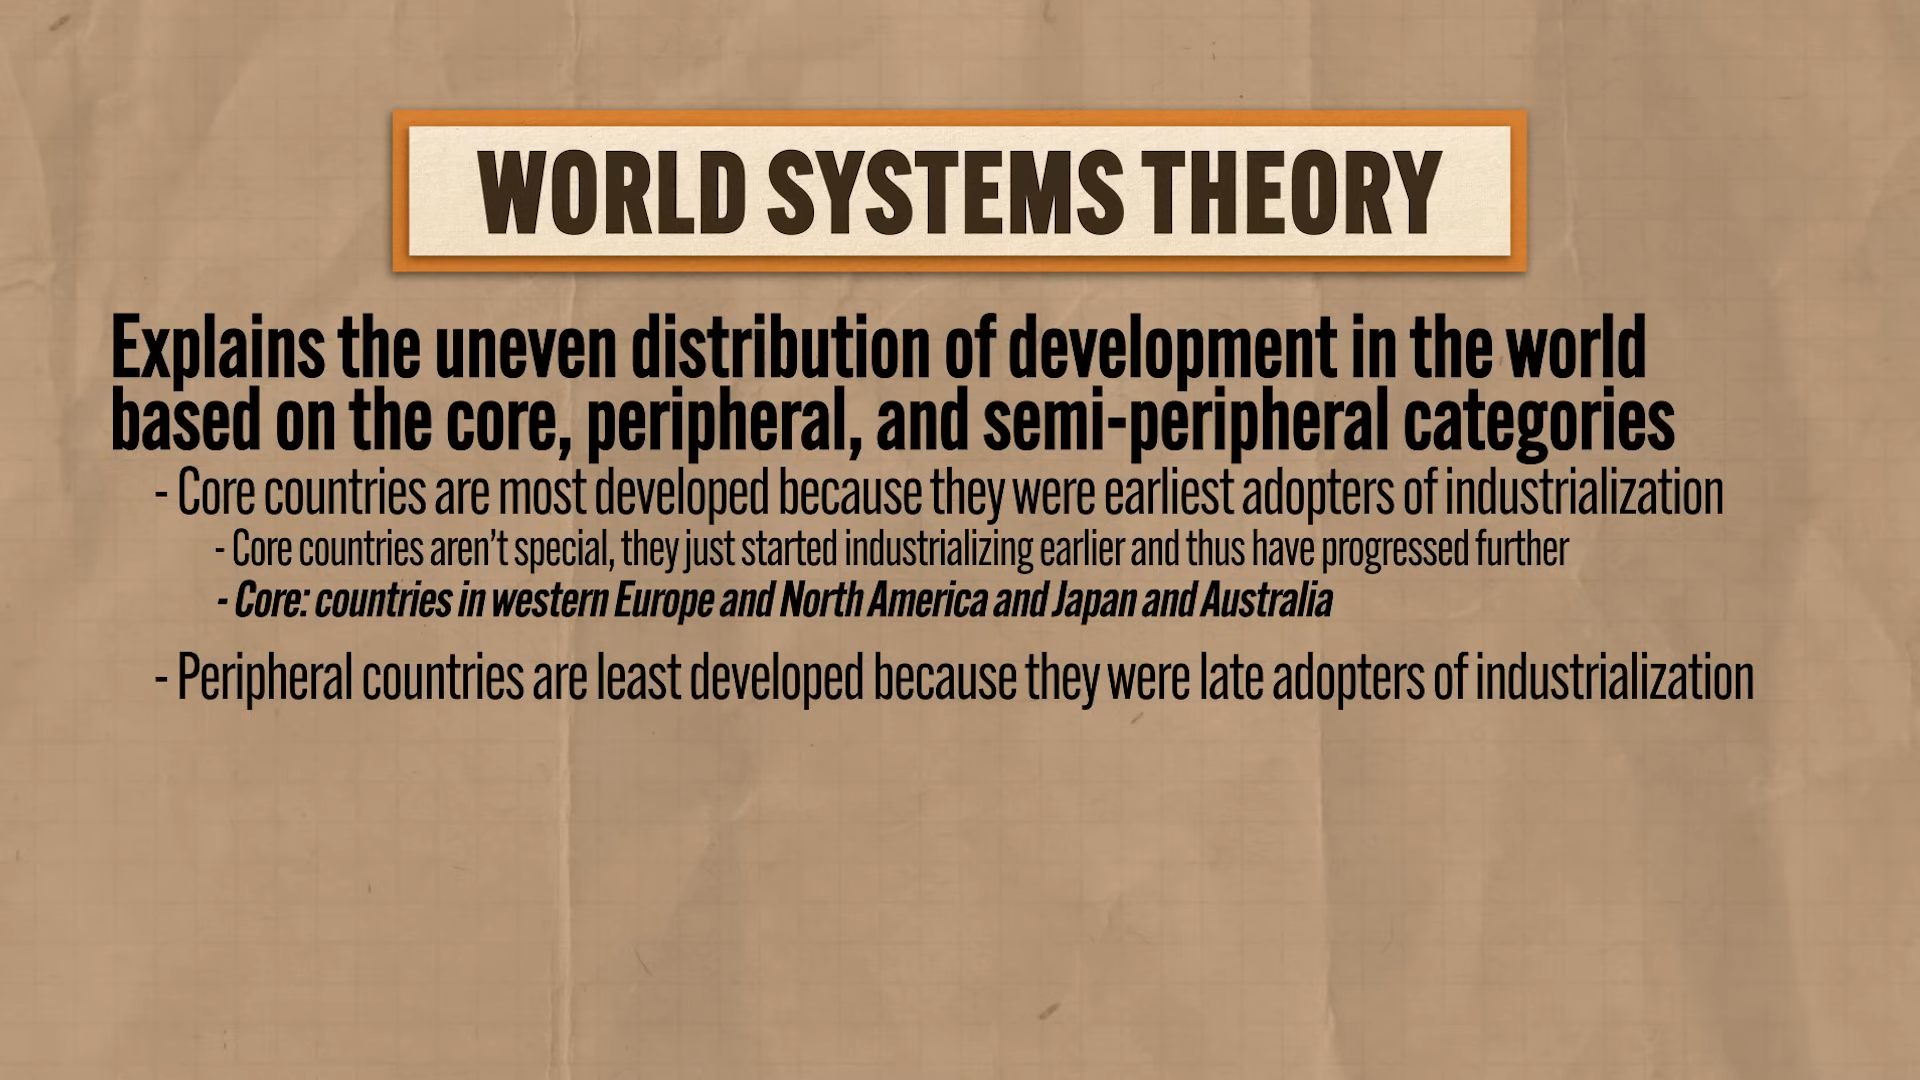 WORLD SYSTEMS THEORY
Explains the uneven distribution of development in the world
based on the core, peripheral, and semi-peripheral categories
- Core countries are most developed because they were earliest adopters of industrialization
- Core countries aren’t special, they just started industrializing earlier and thus have progressed further
- Core: countries in western Europe and North America and Japan and Australia
- Peripheral countries are least developed because they were late adopters of industrialization